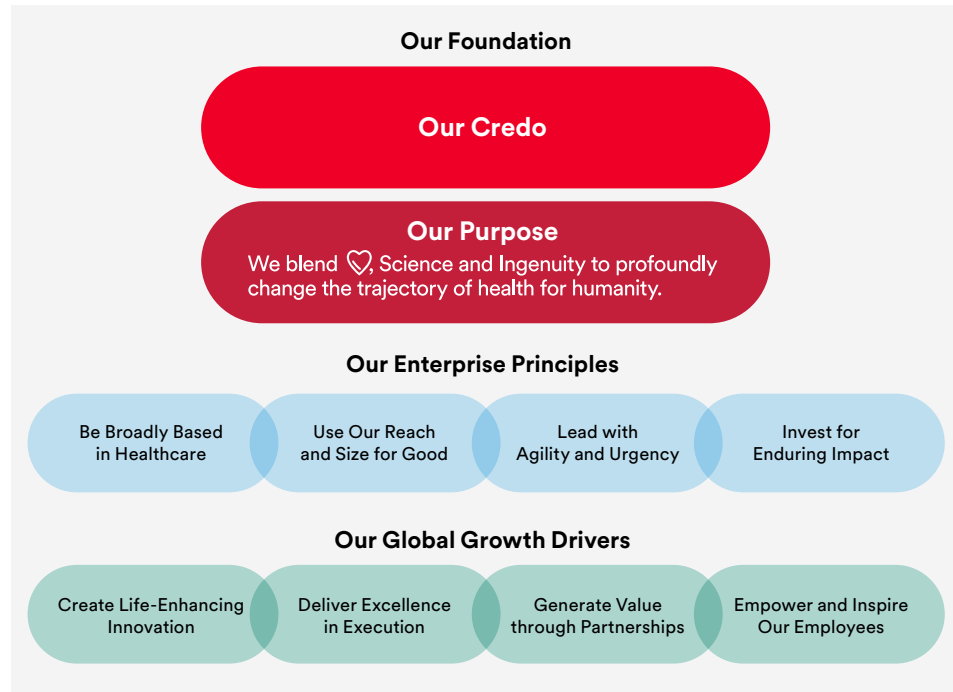 Our Foundation
Our Credo
Our Purpose
We blend , Science and Ingenuity to profoundly
change the trajectory of health for humanity.
Our Enterprise Principles
Be Broadly Based
in Healthcare
Use Our Reach
and Size for Good
Lead with
Agility and Urgency
Invest for
Enduring Impact
Our Global Growth Drivers
Create Life-Enhancing
Innovation
Deliver Excellence
in Execution
Generate Value
through Partnerships
Empower and Inspire
Our Employees